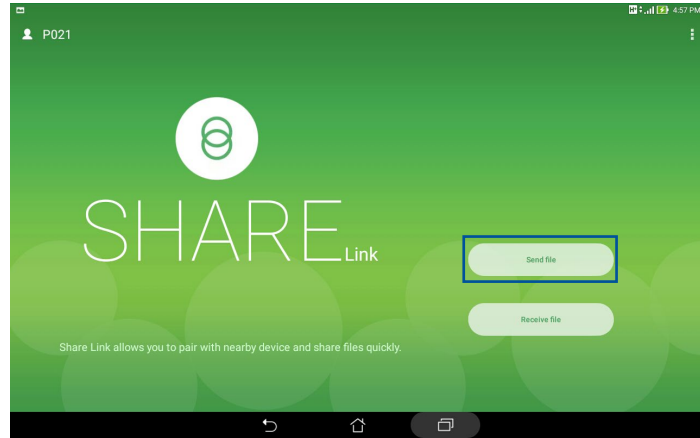 H+ 4:57 PM
P021
SHARE Link
Send file
Receive file
Share Link allows you to pair with nearby device and share files quickly.